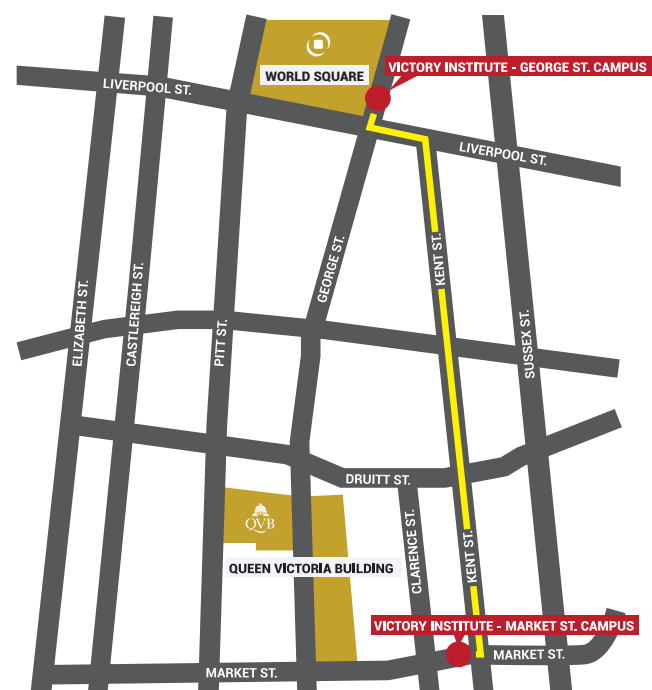 VICTORY INSTITUTE - GEORGE ST. CAMPUS
WORLD SQUARE
LIVERPOOL ST.
LIVERPOOL ST.
KENT ST.
GEORGE ST.
CASTLEREIGH ST.
ELIZABETH ST.
PITT ST.
SUSSEX ST.
DRUITT ST.
QVB
CLARENCE ST.
KENT ST.
QUEEN VICTORIA BUILDING
VICTORY INSTITUTE - MARKET ST. CAMPUS
MARKET ST.
MARKET ST.